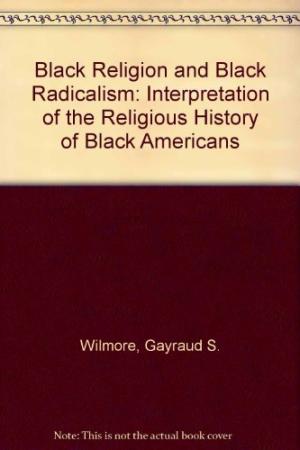 Black Religion and Black
Radicalism: Interpretation
of the Religious History
of Black Americans
Wilmore, Gayraud S.
Note: This is not the actual book cover